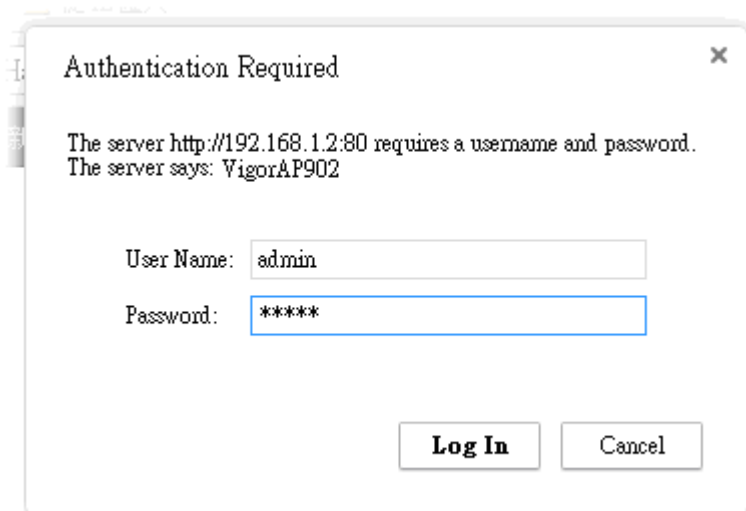 Authentication Required
×
The server http://192.168.1.2:80 requires a username and password.
The server says: VigorAP902
User Name: admin
Password: *****
Log In Cancel